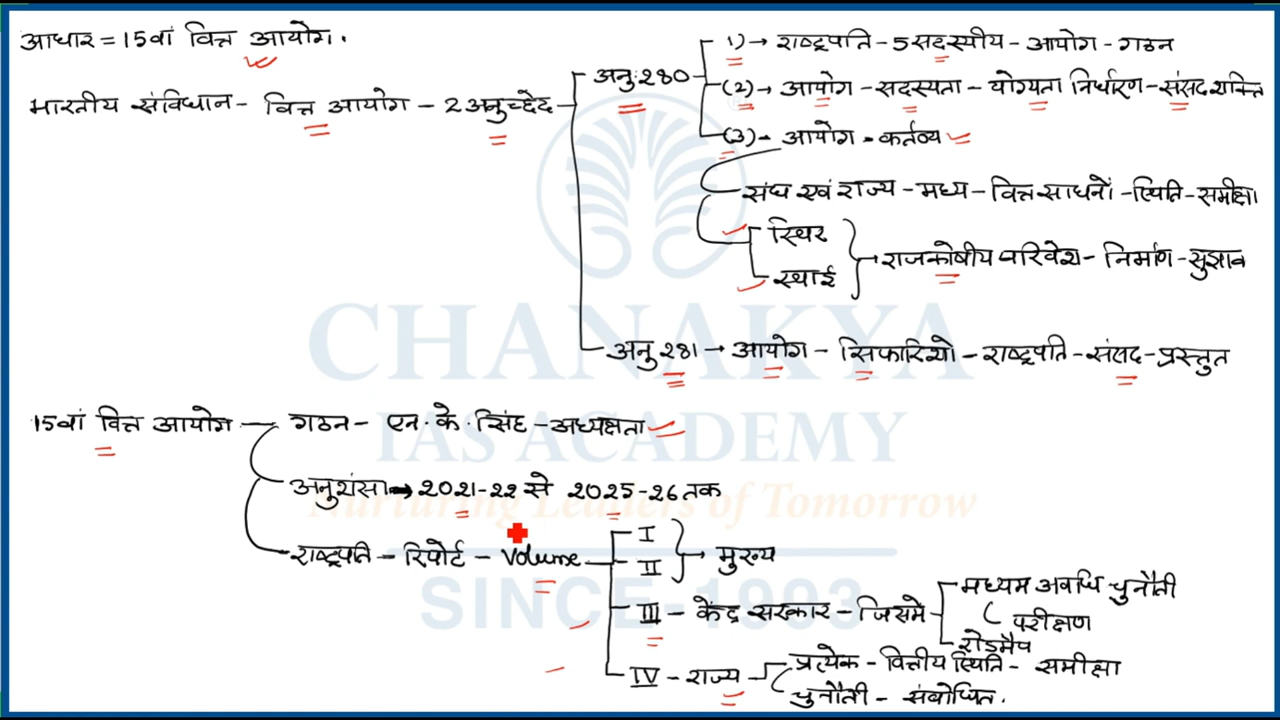 आधार = 15वां वित्त आयोग.
भारतीय संविधान - वित्त आयोग - 2 अनुच्छेद
अनु. 280
1) → राष्ट्रपति - 5 सदस्यीय - आयोग - गठन
(2) → आयोग - सदस्यता - योग्यता निर्धारण - संसद शक्ति
(3) - आयोग - कर्तव्य
संघ एवं राज्य - मध्य - वित्त साधनों - स्थिति - समीक्षा
स्थिर
स्थाई
→ राजकोषीय परिवेश - निर्माण - सुझाव
अनु 281 → आयोग - सिफारिशो - राष्ट्रपति - संसद - प्रस्तुत
15वां वित्त आयोग - गठन - एन. के. सिंह - अध्यक्षता
अनुशंसा → 2021-22 से 2025-26 तक
राष्ट्रपति - रिपोर्ट - Volume
I
II
→ मुख्य
III - केंद्र सरकार - जिसमे
मध्यम अवधि चुनौती
परीक्षण
रोडमैप
IV - राज्य
प्रत्येक - वित्तीय स्थिति - समीक्षा
चुनौती - संबोधित.
CHANAKYA
IAS ACADEMY
Nurturing Leaders of Tomorrow
SINCE-1993